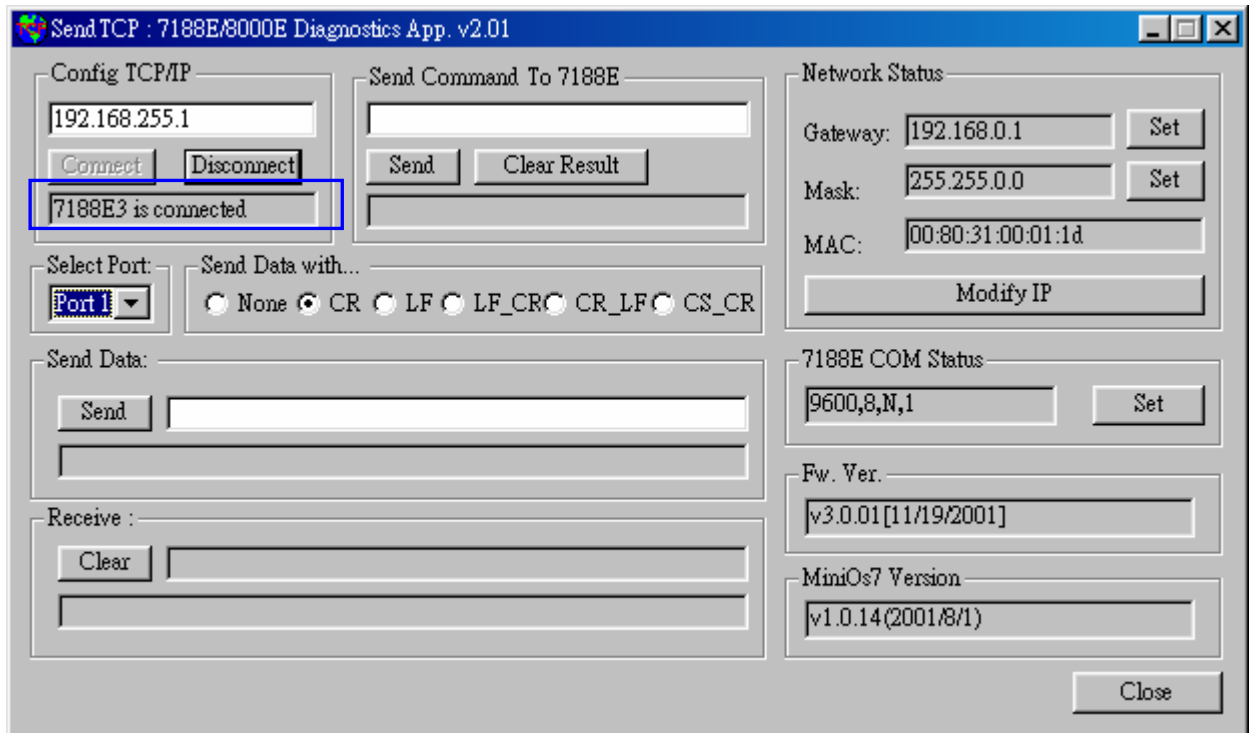 SendTCP : 7188E/8000E Diagnostics App. v2.01
Config TCP/IP
192.168.255.1
Connect
Disconnect
7188E3 is connected
Send Command To 7188E
Send
Clear Result
Network Status
Gateway:
192.168.0.1
Set
Mask:
255.255.0.0
Set
MAC:
00:80:31:00:01:1d
Modify IP
Select Port:
Port 1
Send Data with...
None
CR
LF
LF_CR
CR_LF
CS_CR
Send Data:
Send
7188E COM Status
9600,8,N,1
Set
Receive :
Clear
Fw. Ver.
v3.0.01[11/19/2001]
MiniOs7 Version
v1.0.14(2001/8/1)
Close